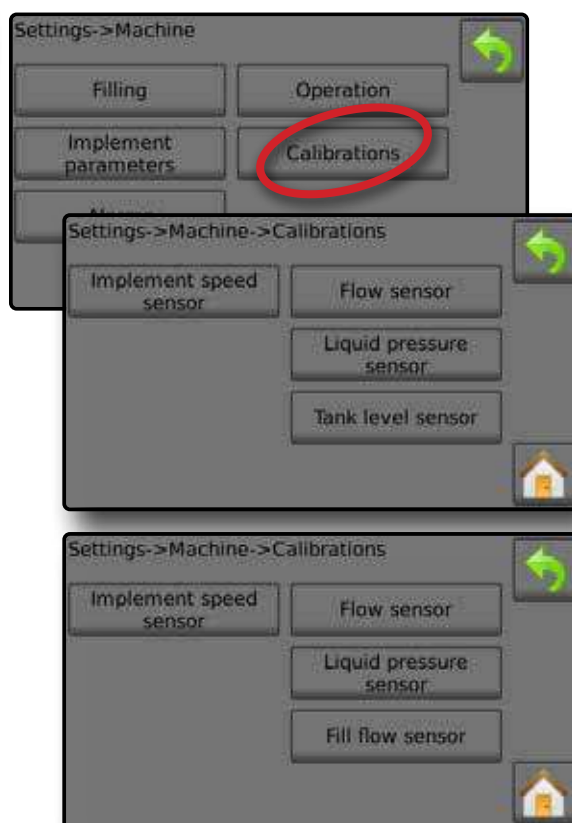 Settings->Machine
Filling
Operation
Implement
parameters
Calibrations
Settings->Machine->Calibrations
Implement speed
sensor
Flow sensor
Liquid pressure
sensor
Tank level sensor
Settings->Machine->Calibrations
Implement speed
sensor
Flow sensor
Liquid pressure
sensor
Fill flow sensor